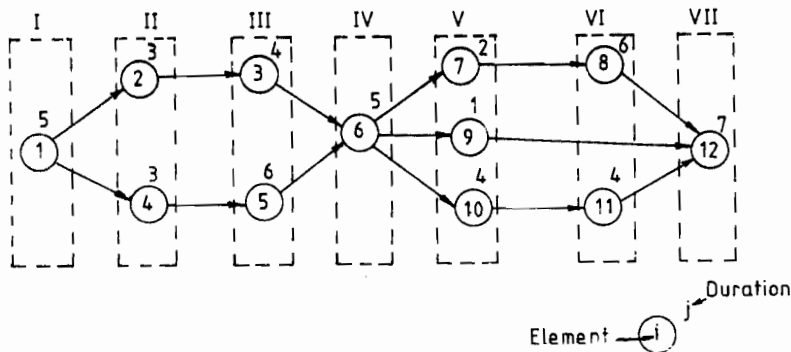 I II III IV V VI VII
3 4 2 6
2 3 7 8
5 5 1 7
1 6 9 12
3 6 4 4
4 5 10 11
j Duration
Element i